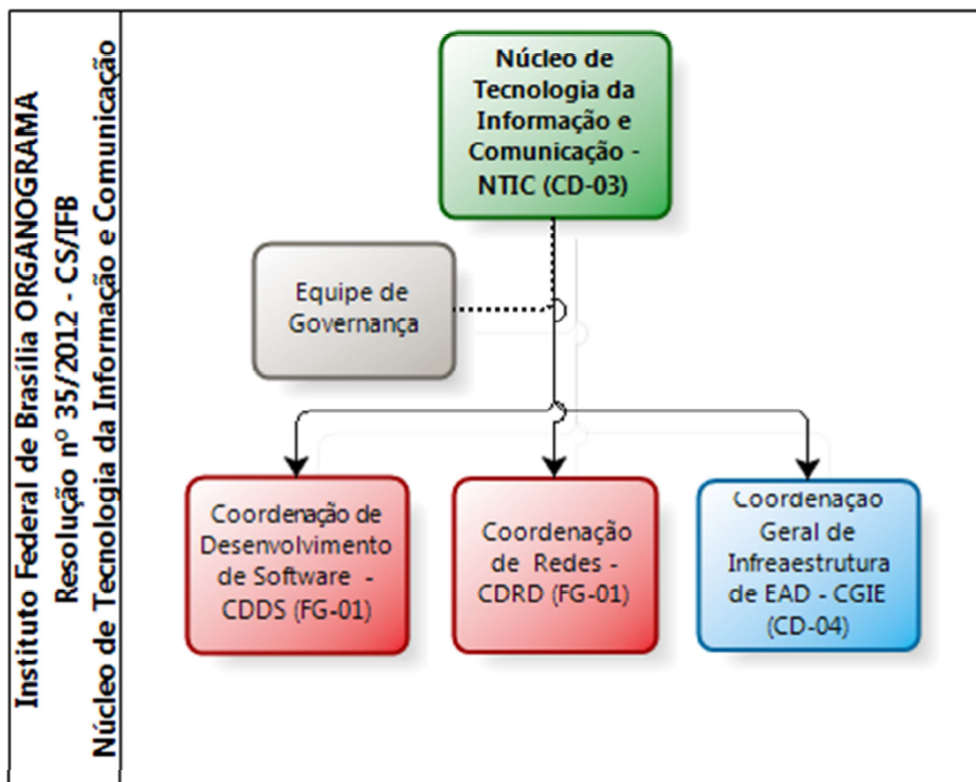 Instituto Federal de Brasília ORGANOGRAMA
Resolução nº 35/2012 - CS/IFB
Núcleo de Tecnologia da Informação e Comunicação
Núcleo de
Tecnologia da
Informação e
Comunicação -
NTIC (CD-03)
Equipe de
Governança
Coordenação de
Desenvolvimento
de Software -
CDDS (FG-01)
Coordenação
de Redes -
CDRD (FG-01)
Coordenação
Geral de
Infraeastrutura
de EAD - CGIE
(CD-04)